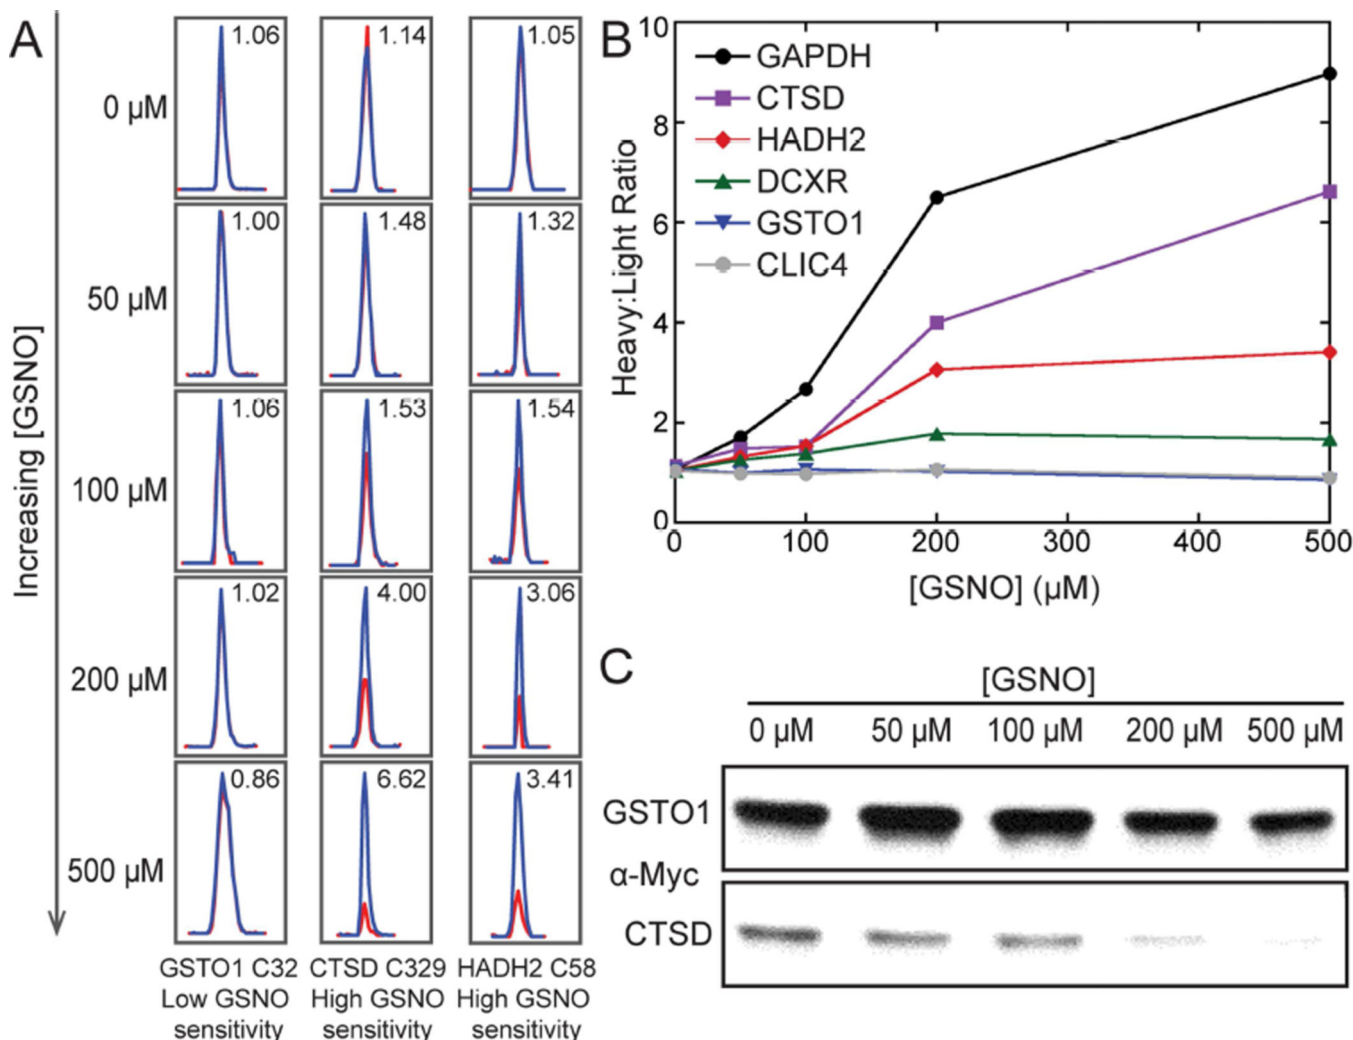 A
Increasing [GSNO]
0 µM
1.06
1.14
1.05
50 µM
1.00
1.48
1.32
100 µM
1.06
1.53
1.54
200 µM
1.02
4.00
3.06
500 µM
0.86
6.62
3.41
GSTO1 C32
Low GSNO
sensitivity
CTSD C329
High GSNO
sensitivity
HADH2 C58
High GSNO
sensitivity
B
Heavy:Light Ratio
10
8
6
4
2
0
GAPDH
CTSD
HADH2
DCXR
GSTO1
CLIC4
0
100
200
300
400
500
[GSNO] (µM)
C
[GSNO]
0 µM
50 µM
100 µM
200 µM
500 µM
GSTO1
α-Myc
CTSD